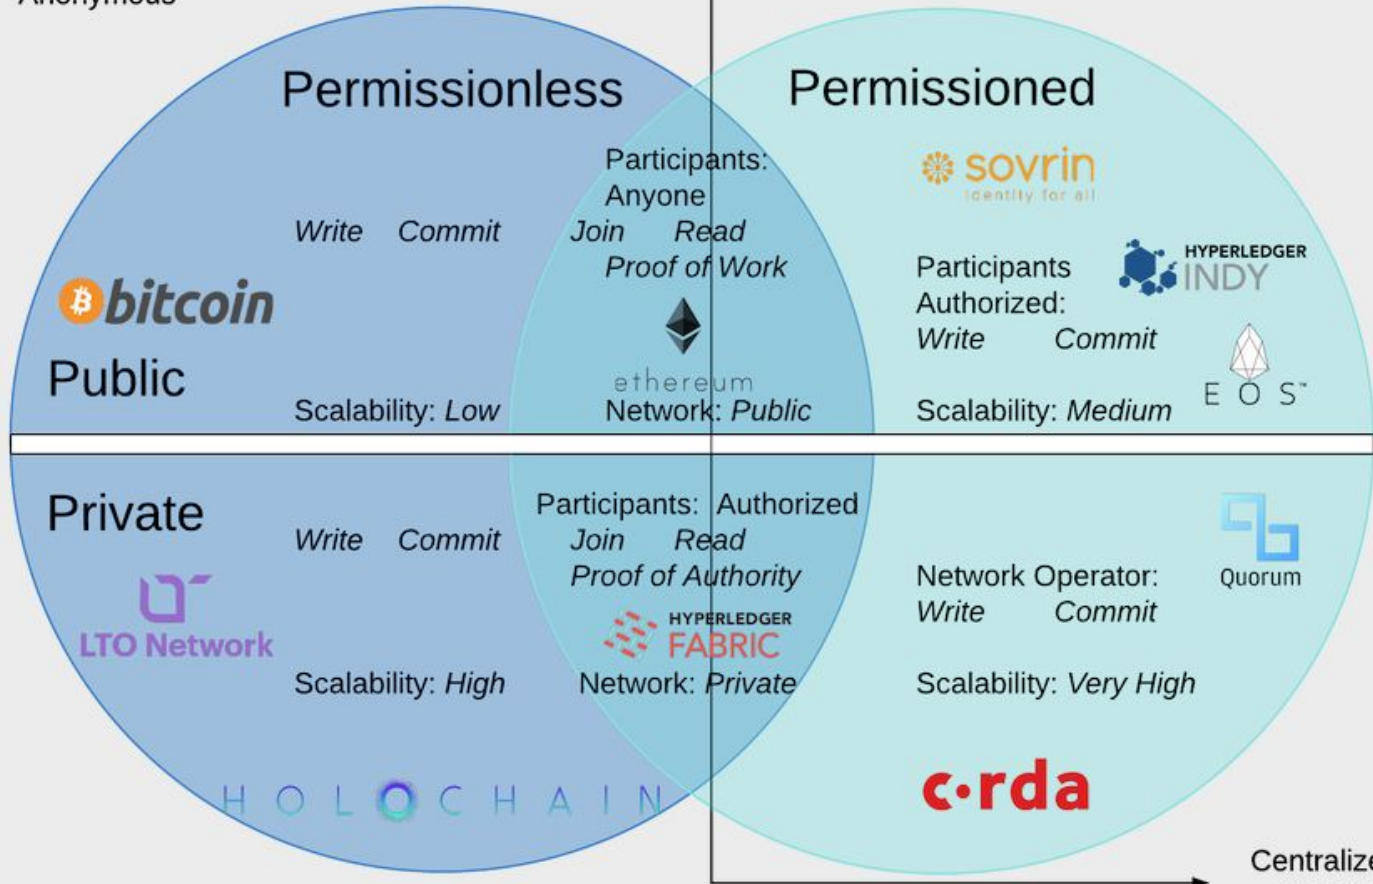 Anonymous
Permissionless
Permissioned
Participants:
Anyone
sovrin
identity for all
Write Commit
Join Read
Proof of Work
HYPERLEDGER
INDY
Participants
Authorized:
Write Commit
bitcoin
Public
ethereum
EOS™
Scalability: Low
Network: Public
Scalability: Medium
Private
Participants: Authorized
Write Commit
Join Read
Proof of Authority
Quorum
Network Operator:
Write Commit
LTO Network
HYPERLEDGER
FABRIC
Scalability: High
Network: Private
Scalability: Very High
HOLOCHAIN
c·rda
Centralize